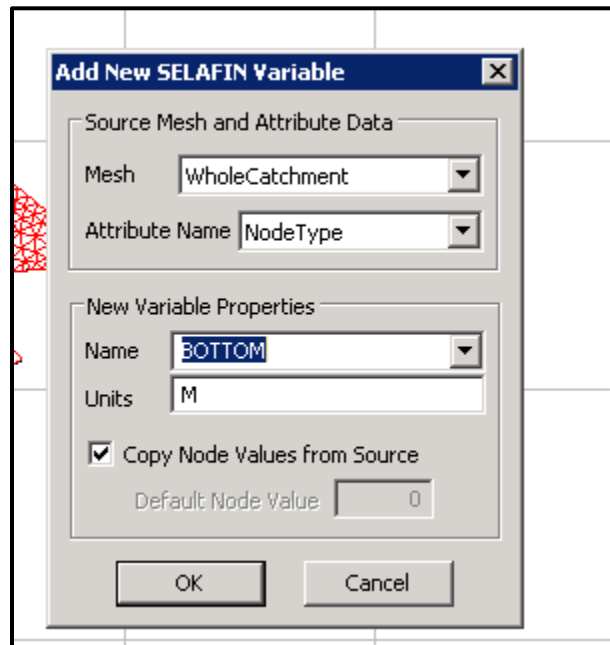 Add New SELAFIN Variable
Source Mesh and Attribute Data
Mesh WholeCatchment
Attribute Name NodeType
New Variable Properties
Name BOTTOM
Units M
Copy Node Values from Source
Default Node Value 0
OK Cancel